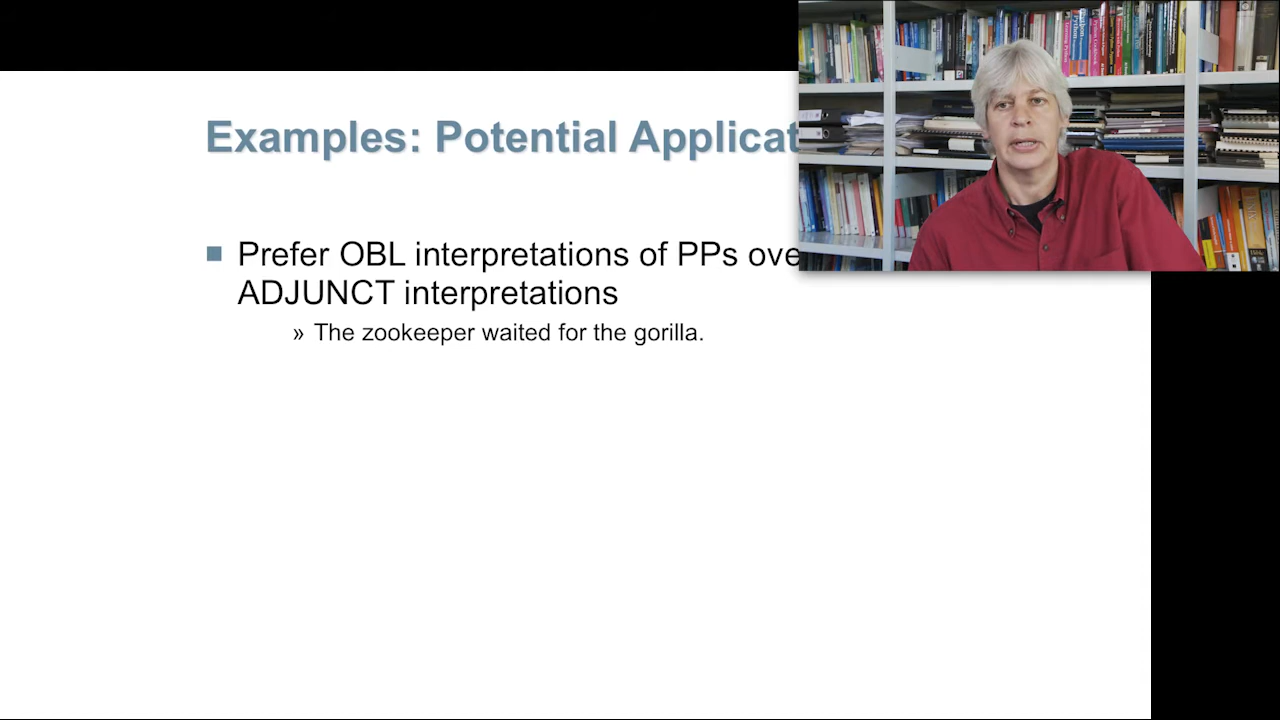 Examples: Potential Applicat
■ Prefer OBL interpretations of PPs ove
ADJUNCT interpretations
» The zookeeper waited for the gorilla.